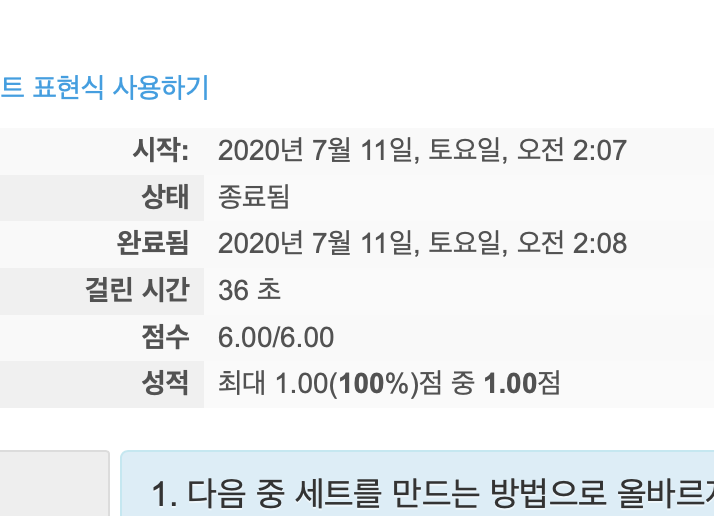 트 표현식 사용하기
시작: 2020년 7월 11일, 토요일, 오전 2:07
상태 종료됨
완료됨 2020년 7월 11일, 토요일, 오전 2:08
걸린 시간 36 초
점수 6.00/6.00
성적 최대 1.00(100%)점 중 1.00점
1. 다음 중 세트를 만드는 방법으로 올바르지